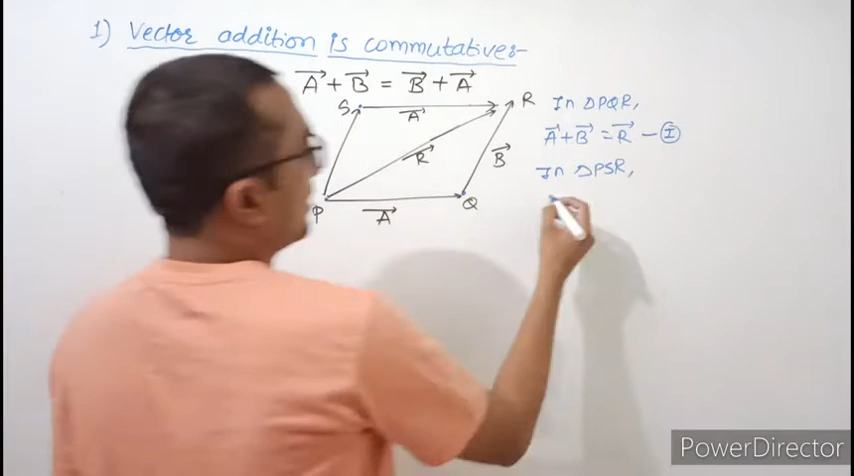 1) Vector addition is commutative:-
A⃗ + B⃗ = B⃗ + A⃗
S A⃗ R
R⃗ B⃗
P A⃗ Q
In ΔPQR,
A⃗ + B⃗ = R⃗ — Ⓘ
In ΔPSR,
PowerDirector